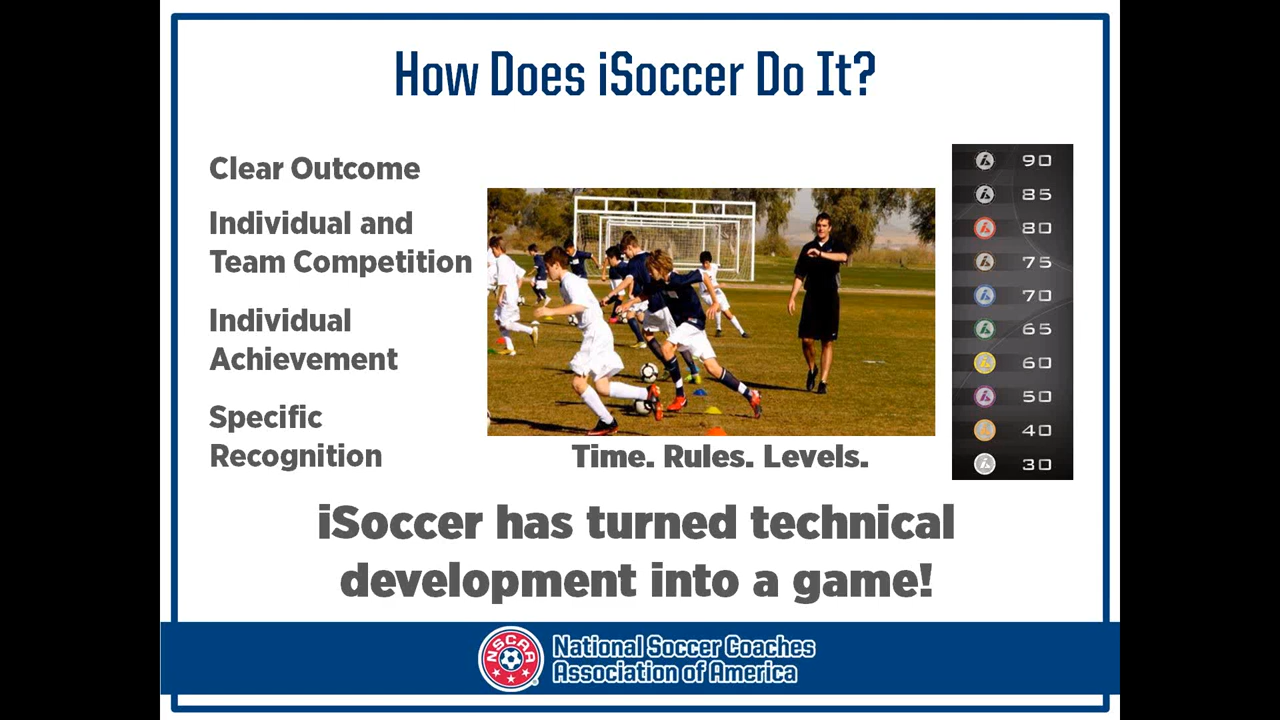 How Does iSoccer Do It?
Clear Outcome
Individual and
Team Competition
Individual
Achievement
Specific
Recognition
Time. Rules. Levels.
i 90
i 85
i 80
i 75
i 70
i 65
i 60
i 50
i 40
i 30
iSoccer has turned technical
development into a game!
NSCAA
National Soccer Coaches
Association of America